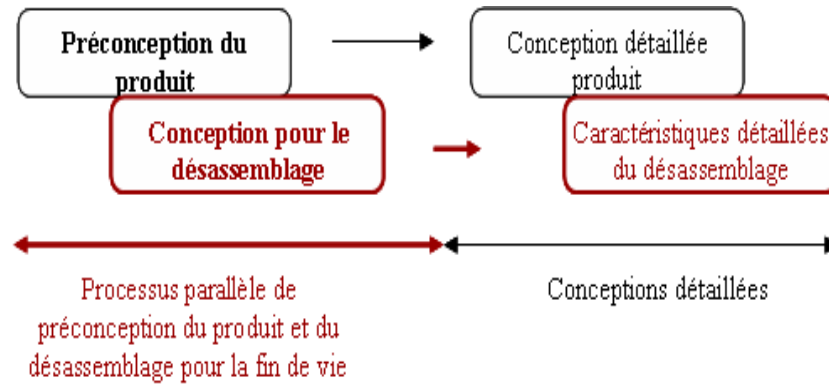 Préconception du
produit
Conception détaillée
produit
Conception pour le
désassemblage
Caractéristiques détaillées
du désassemblage
Processus parallèle de
préconception du produit et du
désassemblage pour la fin de vie
Conceptions détaillées